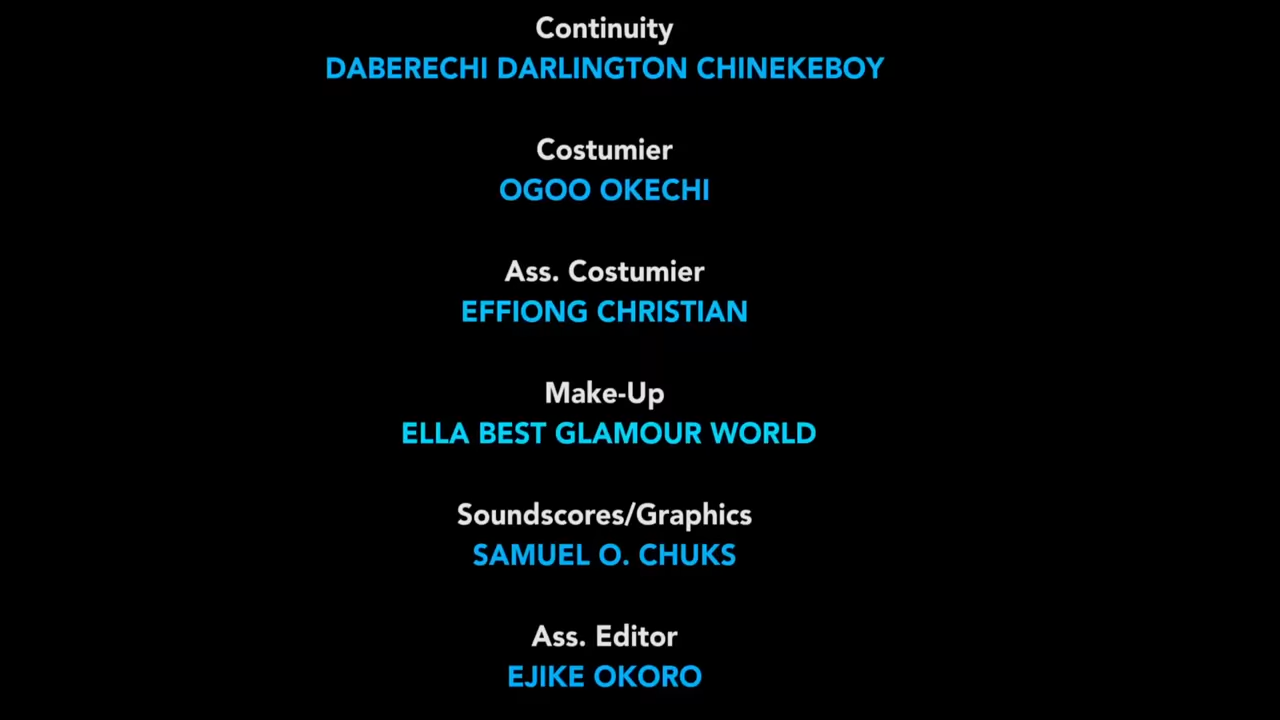 Continuity
DABERECHI DARLINGTON CHINEKEBOY
Costumier
OGOO OKECHI
Ass. Costumier
EFFIONG CHRISTIAN
Make-Up
ELLA BEST GLAMOUR WORLD
Soundscores/Graphics
SAMUEL O. CHUKS
Ass. Editor
EJIKE OKORO